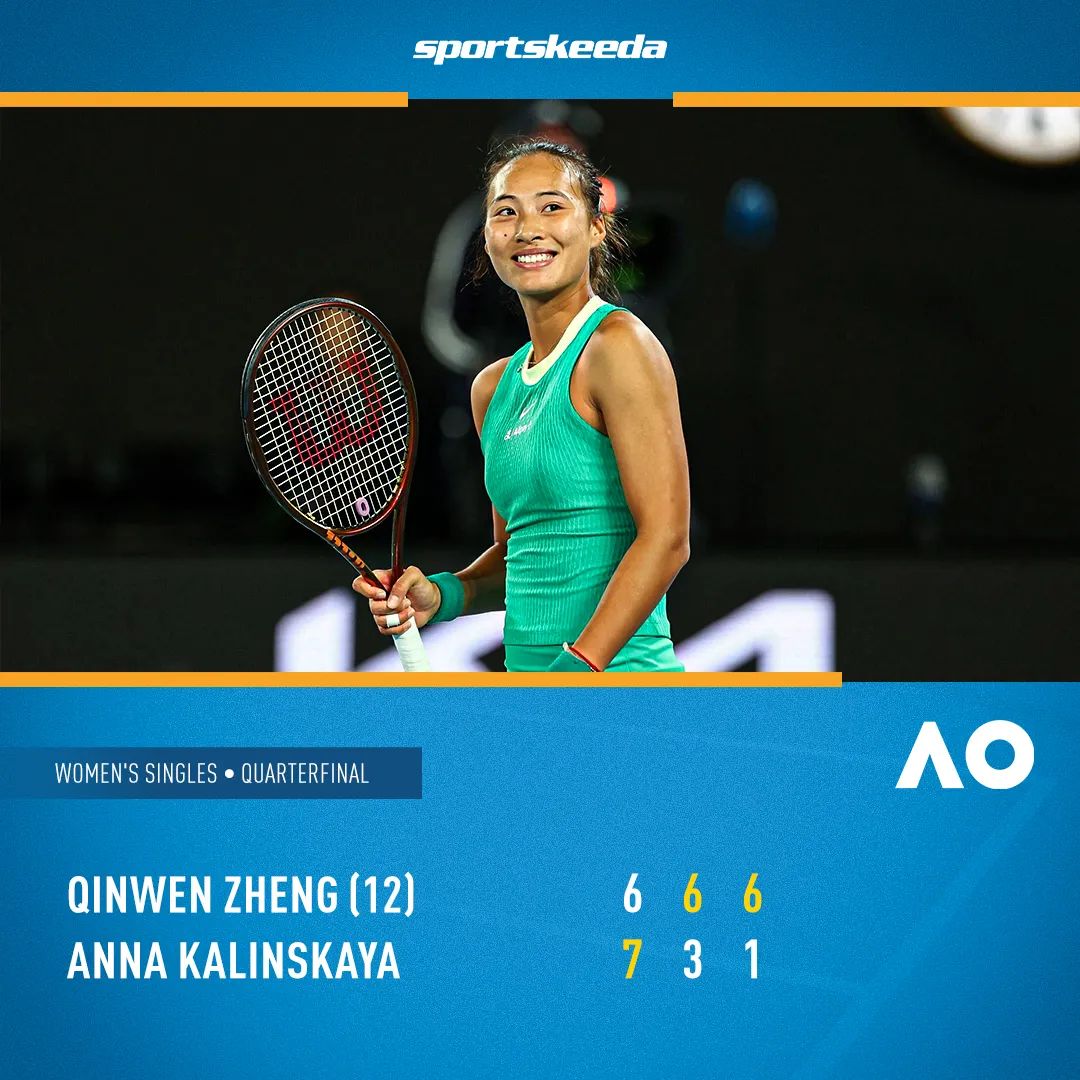 sportskeeda
WOMEN'S SINGLES • QUARTERFINAL
AO
QINWEN ZHENG (12) 6 6 6
ANNA KALINSKAYA 7 3 1